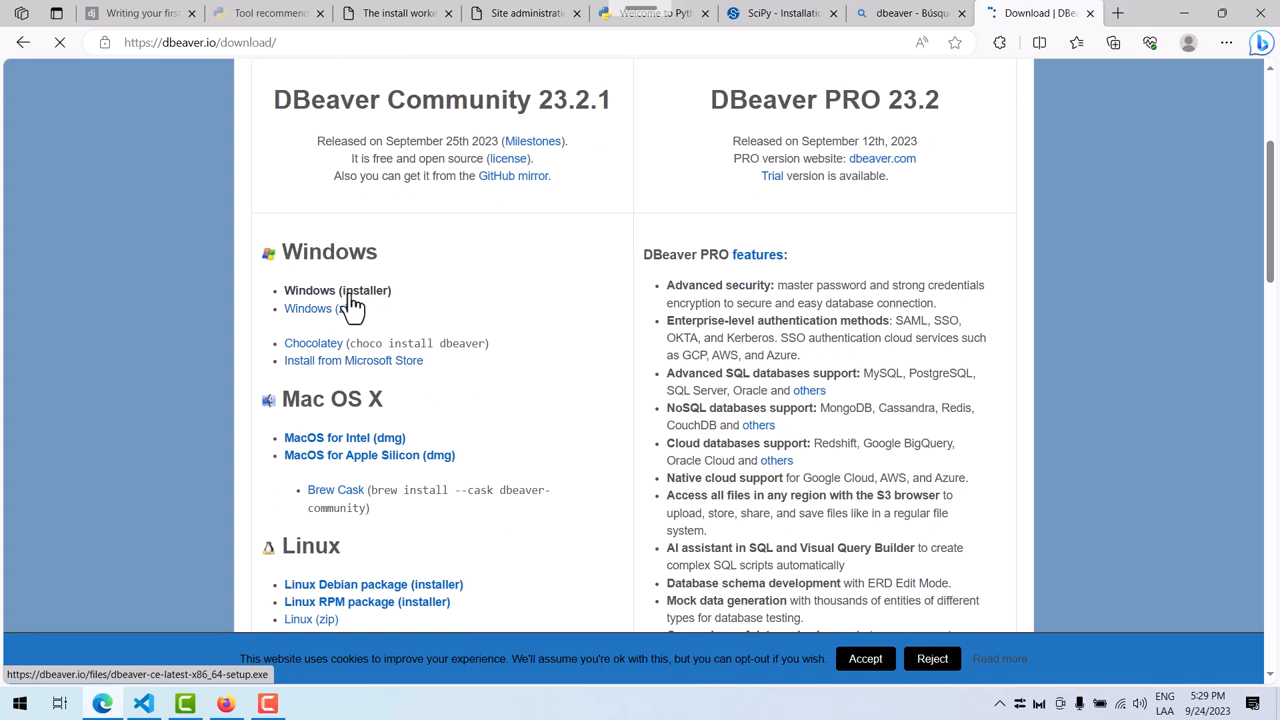 Writing your first
Tool recommend
The install worke
Site administratio
Welcome to Pyth
SciPy - Installatio
dbeaver - Búsqu
Download | DBea
https://dbeaver.io/download/
DBeaver Community 23.2.1
Released on September 25th 2023 (Milestones).
It is free and open source (license).
Also you can get it from the GitHub mirror.
DBeaver PRO 23.2
Released on September 12th, 2023
PRO version website: dbeaver.com
Trial version is available.
Windows
Windows (installer)
Windows (
Chocolatey (choco install dbeaver)
Install from Microsoft Store
Mac OS X
MacOS for Intel (dmg)
MacOS for Apple Silicon (dmg)
Brew Cask (brew install --cask dbeaver-
community)
Linux
Linux Debian package (installer)
Linux RPM package (installer)
Linux (zip)
DBeaver PRO features:
Advanced security: master password and strong credentials
encryption to secure and easy database connection.
Enterprise-level authentication methods: SAML, SSO,
OKTA, and Kerberos. SSO authentication cloud services such
as GCP, AWS, and Azure.
Advanced SQL databases support: MySQL, PostgreSQL,
SQL Server, Oracle and others
NoSQL databases support: MongoDB, Cassandra, Redis,
CouchDB and others
Cloud databases support: Redshift, Google BigQuery,
Oracle Cloud and others
Native cloud support for Google Cloud, AWS, and Azure.
Access all files in any region with the S3 browser to
upload, store, share, and save files like in a regular file
system.
AI assistant in SQL and Visual Query Builder to create
complex SQL scripts automatically
Database schema development with ERD Edit Mode.
Mock data generation with thousands of entities of different
types for database testing.
This website uses cookies to improve your experience. We'll assume you're ok with this, but you can opt-out if you wish.
Accept
Reject
Read more
https://dbeaver.io/files/dbeaver-ce-latest-x86_64-setup.exe
ENG
LAA
5:29 PM
9/24/2023